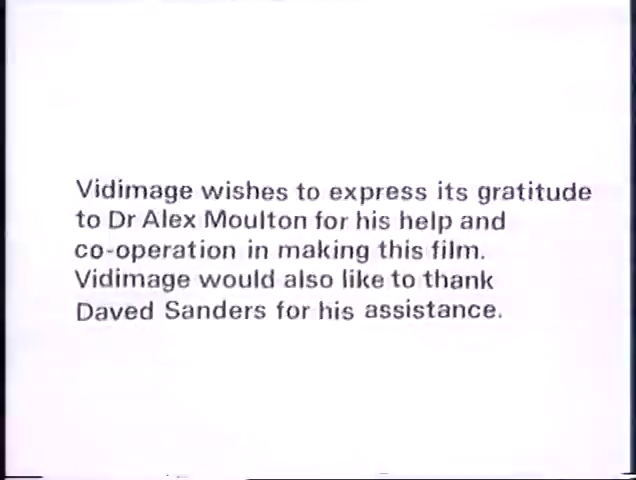 Vidimage wishes to express its gratitude
to Dr Alex Moulton for his help and
co-operation in making this film.
Vidimage would also like to thank
Daved Sanders for his assistance.